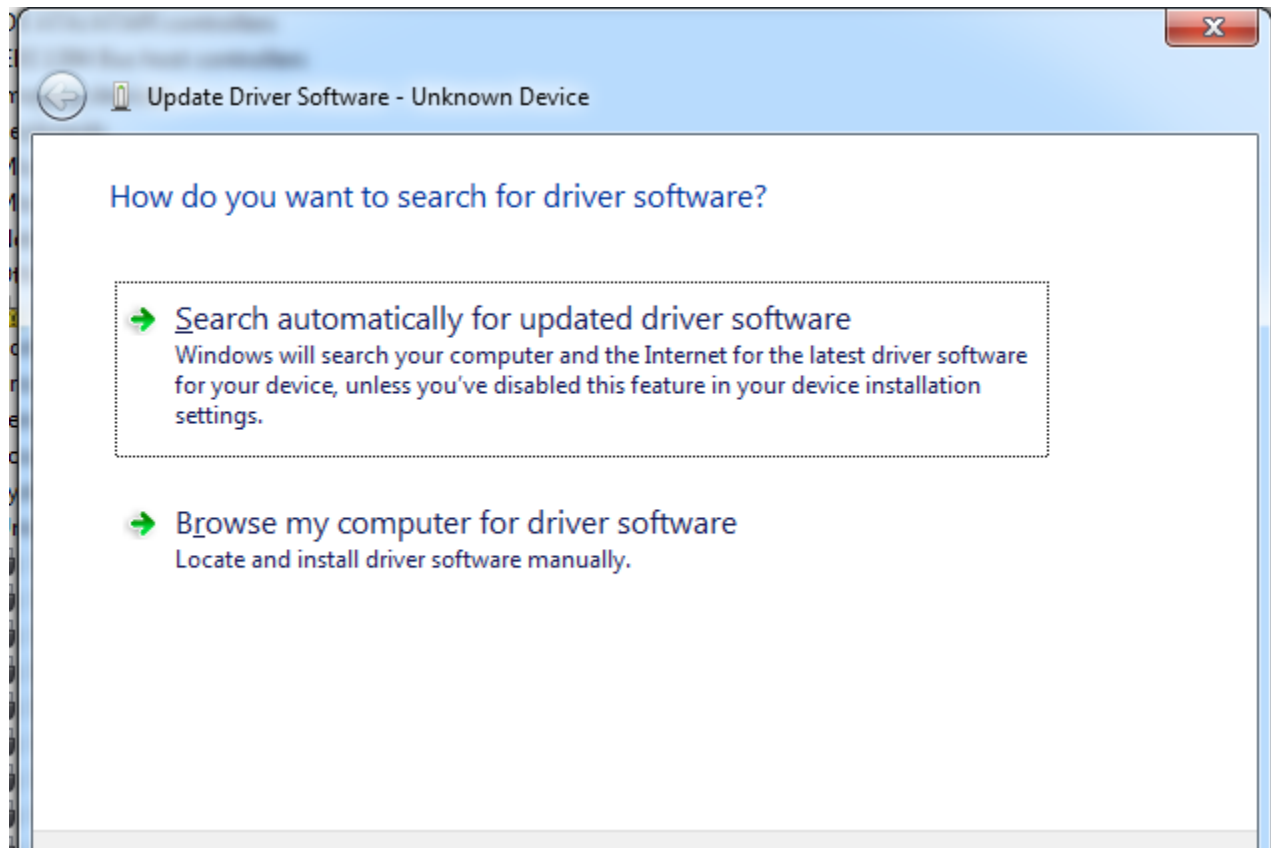 Update Driver Software - Unknown Device
How do you want to search for driver software?
Search automatically for updated driver software
Windows will search your computer and the Internet for the latest driver software
for your device, unless you've disabled this feature in your device installation
settings.
Browse my computer for driver software
Locate and install driver software manually.